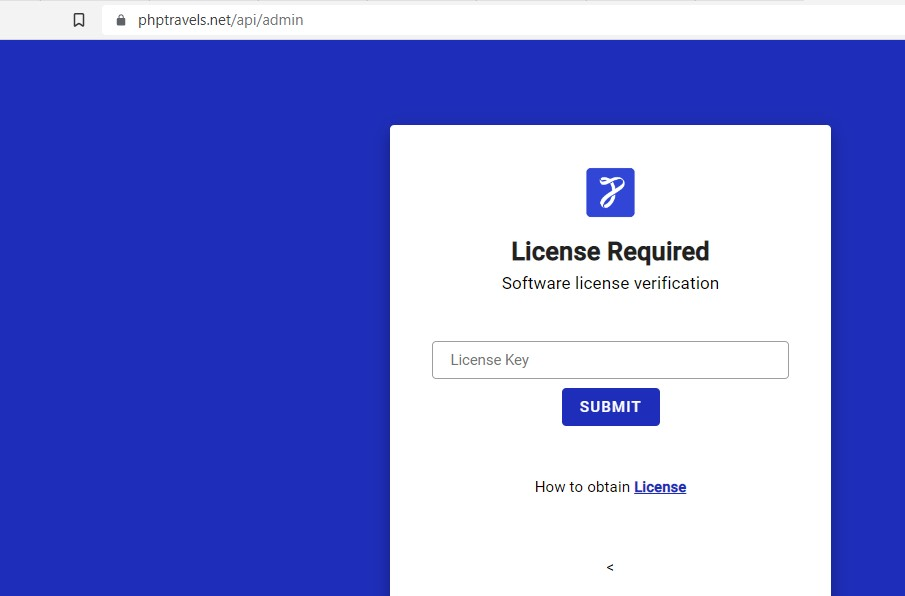 phptravels.net/api/admin
License Required
Software license verification
License Key
SUBMIT
How to obtain License
<